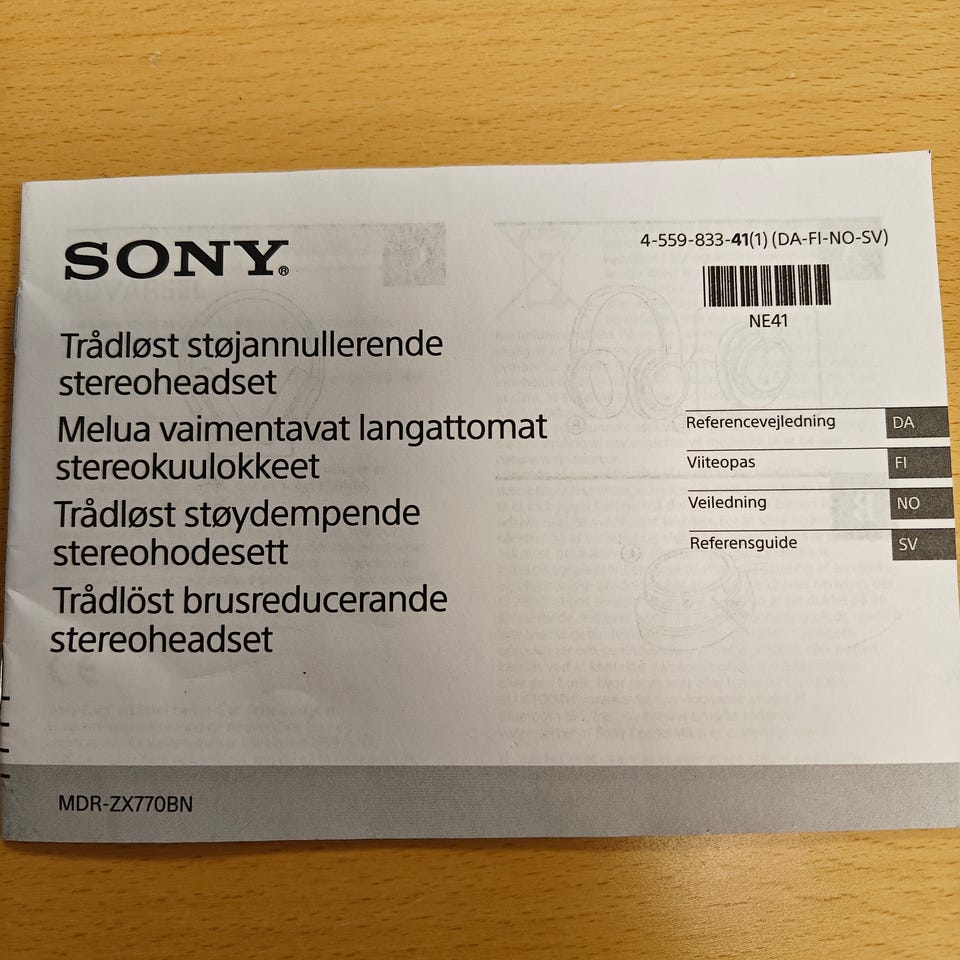 SONY®
4-559-833-41(1) (DA-FI-NO-SV)
NE41
Trådløst støjannullerende
stereoheadset
Melua vaimentavat langattomat
stereokuulokkeet
Trådløst støydempende
stereohodesett
Trådlöst brusreducerande
stereoheadset
Referencevejledning DA
Viiteopas FI
Veiledning NO
Referensguide SV
MDR-ZX770BN